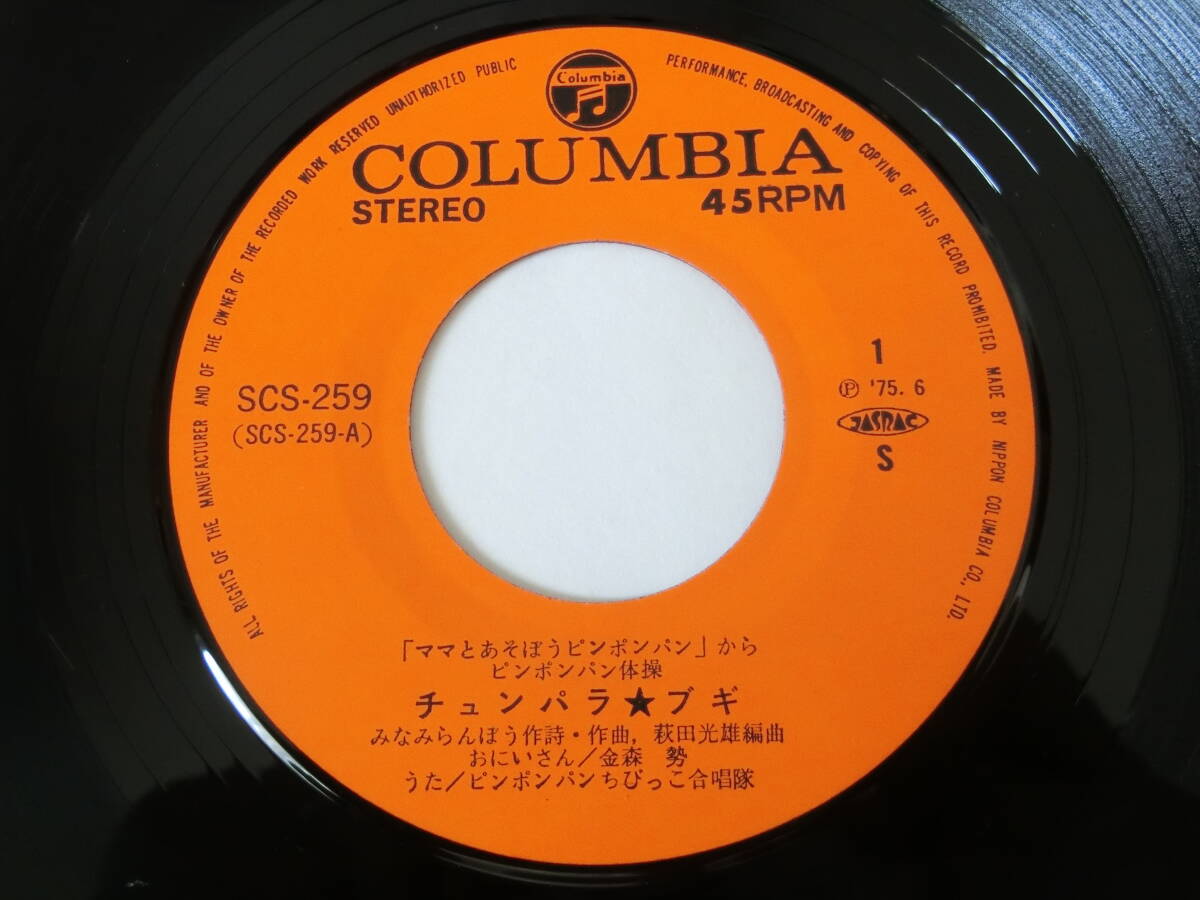 ALL RIGHTS OF THE MANUFACTURER AND OF THE OWNER OF THE RECORDED WORK RESERVED UNAUTHORIZED PUBLIC PERFORMANCE, BROADCASTING AND COPYING OF THIS RECORD PROHIBITED. MADE BY NIPPON COLUMBIA CO., LTD.
Columbia
COLUMBIA
STEREO 45RPM
SCS-259
(SCS-259-A)
1
Ⓟ '75. 6
JASRAC
S
「ママとあそぼうピンポンパン」から
ピンポンパン体操
チュンパラ★ブギ
みなみらんぼう作詩・作曲, 萩田光雄編曲
おにいさん/金森 勢
うた/ピンポンパンちびっこ合唱隊